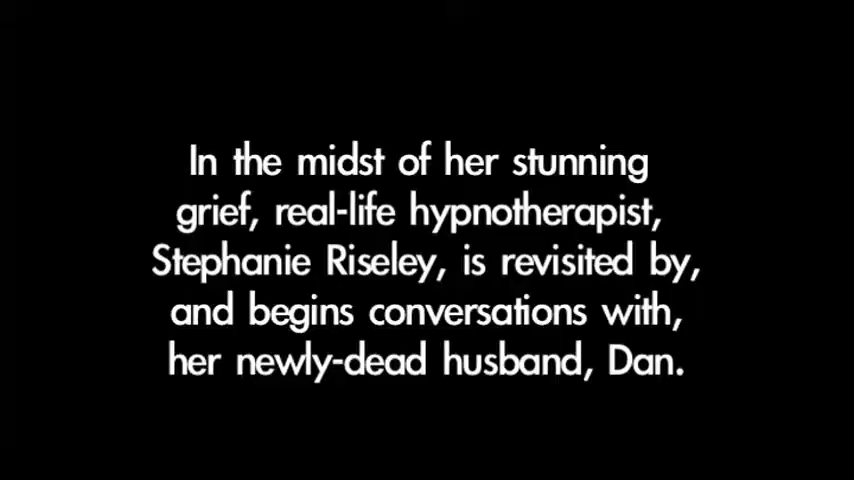 In the midst of her stunning
grief, real-life hypnotherapist,
Stephanie Riseley, is revisited by,
and begins conversations with,
her newly-dead husband, Dan.